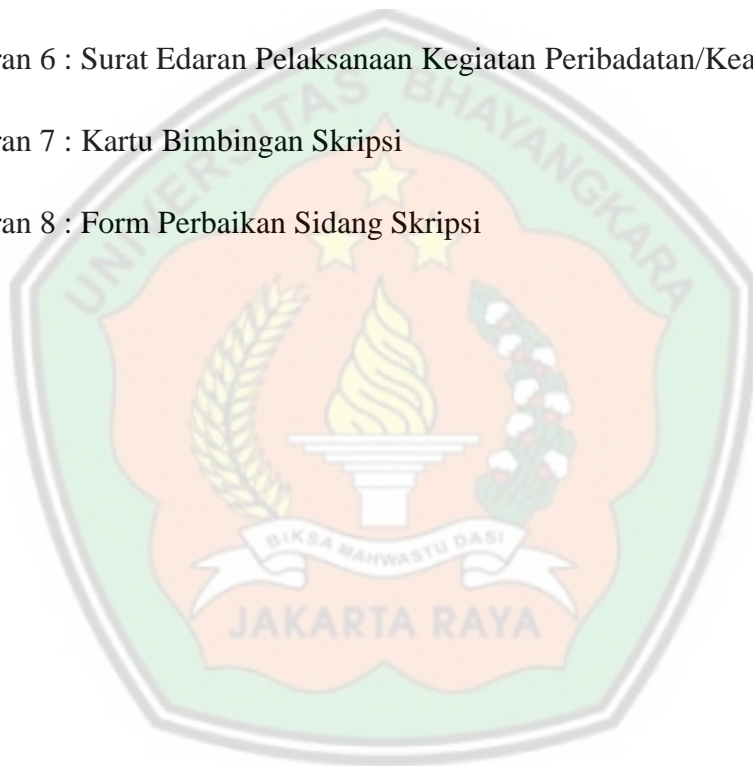 ran 6 : Surat Edaran Pelaksanaan Kegiatan Peribadatan/Kea
ran 7 : Kartu Bimbingan Skripsi
ran 8 : Form Perbaikan Sidang Skripsi
UNIVERSITAS BHAYANGKARA
BIKSA MAHWASTU DASI
JAKARTA RAYA